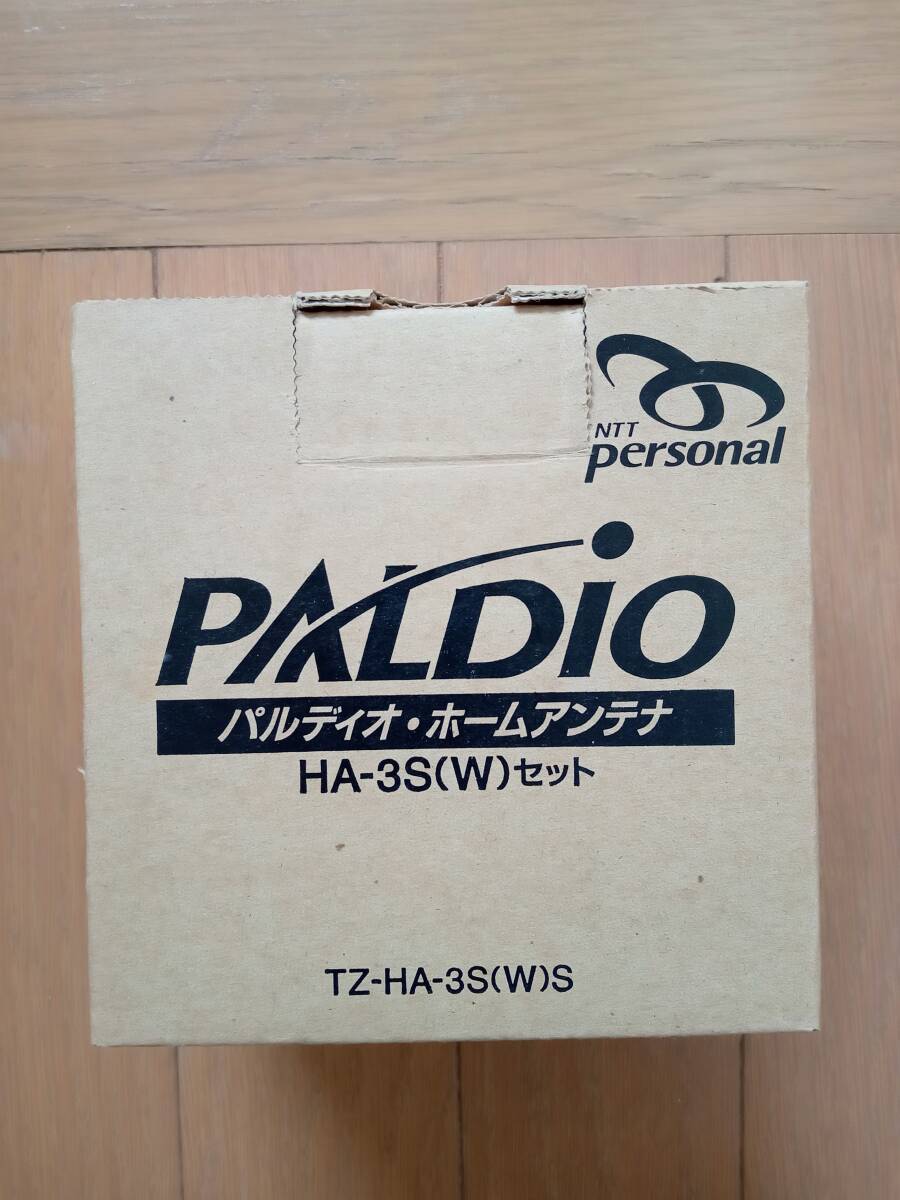 NTT
personal
PALDiO
パルディオ・ホームアンテナ
HA-3S(W)セット
TZ-HA-3S(W)S